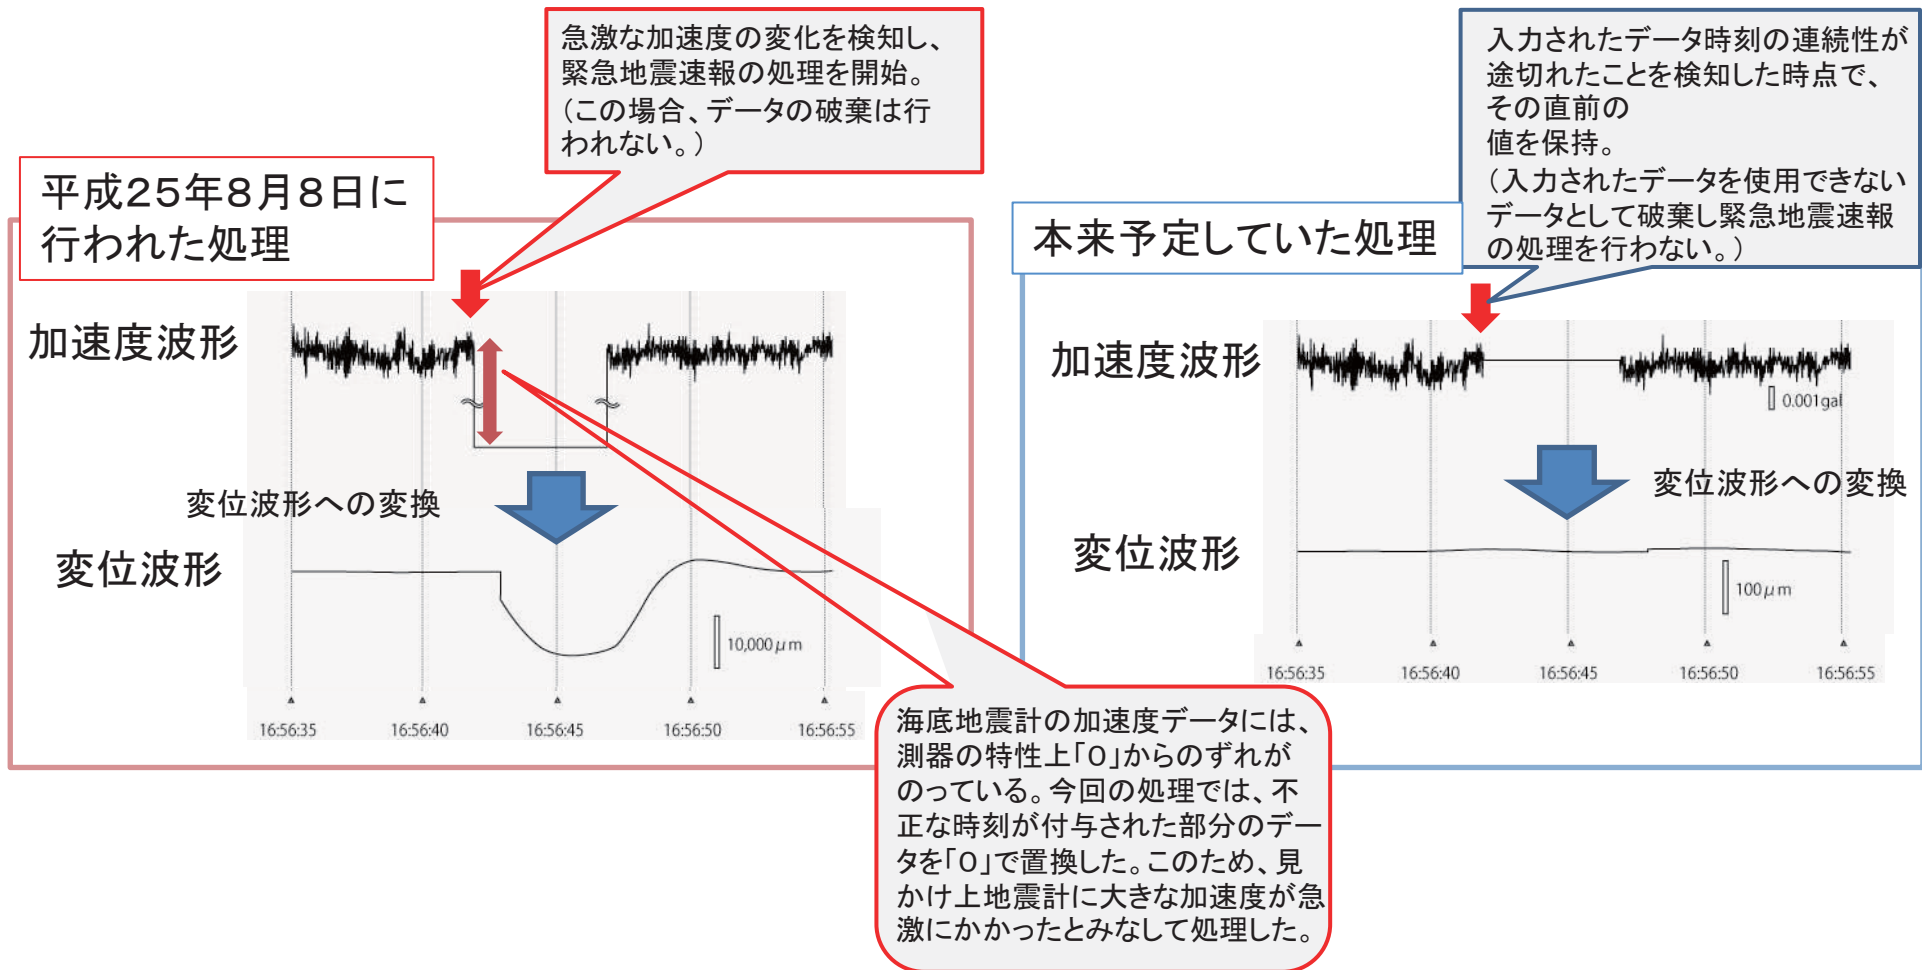 急激な加速度の変化を検知し、
緊急地震速報の処理を開始。
(この場合、データの破棄は行
われない。)
平成25年8月8日に
行われた処理
加速度波形
変位波形への変換
変位波形
10,000μm
16:56:35 16:56:40 16:56:45 16:56:50 16:56:55
入力されたデータ時刻の連続性が
途切れたことを検知した時点で、
その直前の
値を保持。
(入力されたデータを使用できない
データとして破棄し緊急地震速報
の処理を行わない。)
本来予定していた処理
加速度波形
0.001gal
変位波形への変換
変位波形
100μm
16:56:35 16:56:40 16:56:45 16:56:50 16:56:55
海底地震計の加速度データには、
測器の特性上「0」からのずれが
のっている。今回の処理では、不
正な時刻が付与された部分のデー
タを「0」で置換した。このため、見
かけ上地震計に大きな加速度が急
激にかかったとみなして処理した。